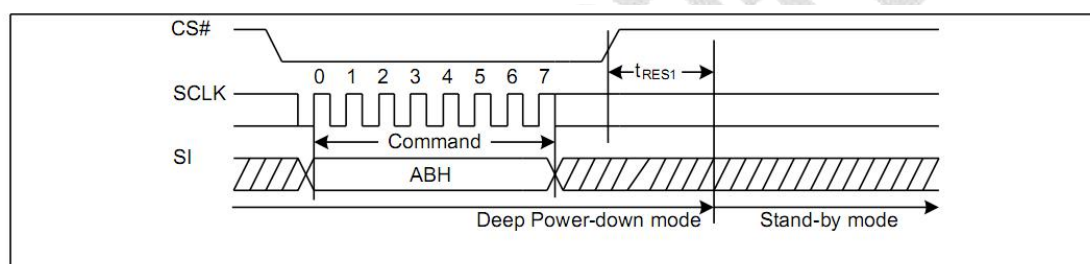 CS#
tRES1
0 1 2 3 4 5 6 7
SCLK
Command
SI
ABH
Deep Power-down mode Stand-by mode